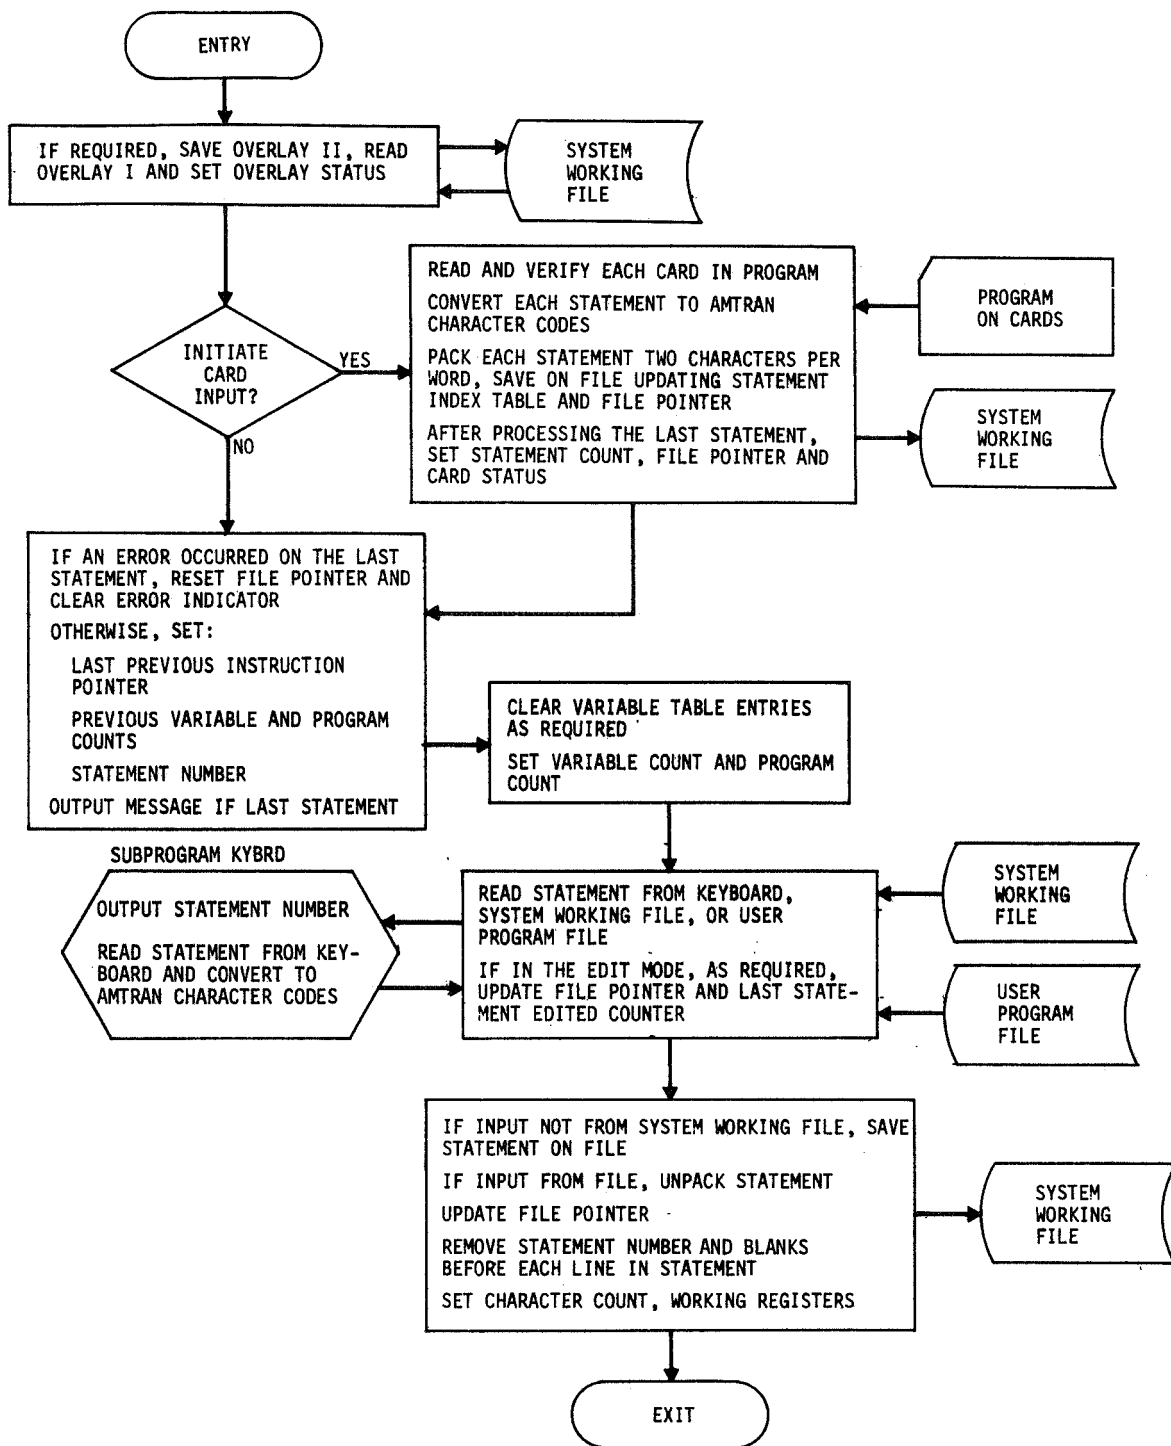 ENTRY
IF REQUIRED, SAVE OVERLAY II, READ
OVERLAY I AND SET OVERLAY STATUS
SYSTEM
WORKING
FILE
READ AND VERIFY EACH CARD IN PROGRAM
CONVERT EACH STATEMENT TO AMTRAN
CHARACTER CODES
PACK EACH STATEMENT TWO CHARACTERS PER
WORD, SAVE ON FILE UPDATING STATEMENT
INDEX TABLE AND FILE POINTER
AFTER PROCESSING THE LAST STATEMENT,
SET STATEMENT COUNT, FILE POINTER AND
CARD STATUS
PROGRAM
ON CARDS
INITIATE
CARD
INPUT?
YES
NO
SYSTEM
WORKING
FILE
IF AN ERROR OCCURRED ON THE LAST
STATEMENT, RESET FILE POINTER AND
CLEAR ERROR INDICATOR
OTHERWISE, SET:
LAST PREVIOUS INSTRUCTION
POINTER
PREVIOUS VARIABLE AND PROGRAM
COUNTS
STATEMENT NUMBER
OUTPUT MESSAGE IF LAST STATEMENT
CLEAR VARIABLE TABLE ENTRIES
AS REQUIRED
SET VARIABLE COUNT AND PROGRAM
COUNT
SUBPROGRAM KYBRD
OUTPUT STATEMENT NUMBER
READ STATEMENT FROM KEY-
BOARD AND CONVERT TO
AMTRAN CHARACTER CODES
READ STATEMENT FROM KEYBOARD,
SYSTEM WORKING FILE, OR USER
PROGRAM FILE
IF IN THE EDIT MODE, AS REQUIRED,
UPDATE FILE POINTER AND LAST STATE-
MENT EDITED COUNTER
SYSTEM
WORKING
FILE
USER
PROGRAM
FILE
IF INPUT NOT FROM SYSTEM WORKING FILE, SAVE
STATEMENT ON FILE
IF INPUT FROM FILE, UNPACK STATEMENT
UPDATE FILE POINTER
REMOVE STATEMENT NUMBER AND BLANKS
BEFORE EACH LINE IN STATEMENT
SET CHARACTER COUNT, WORKING REGISTERS
SYSTEM
WORKING
FILE
EXIT